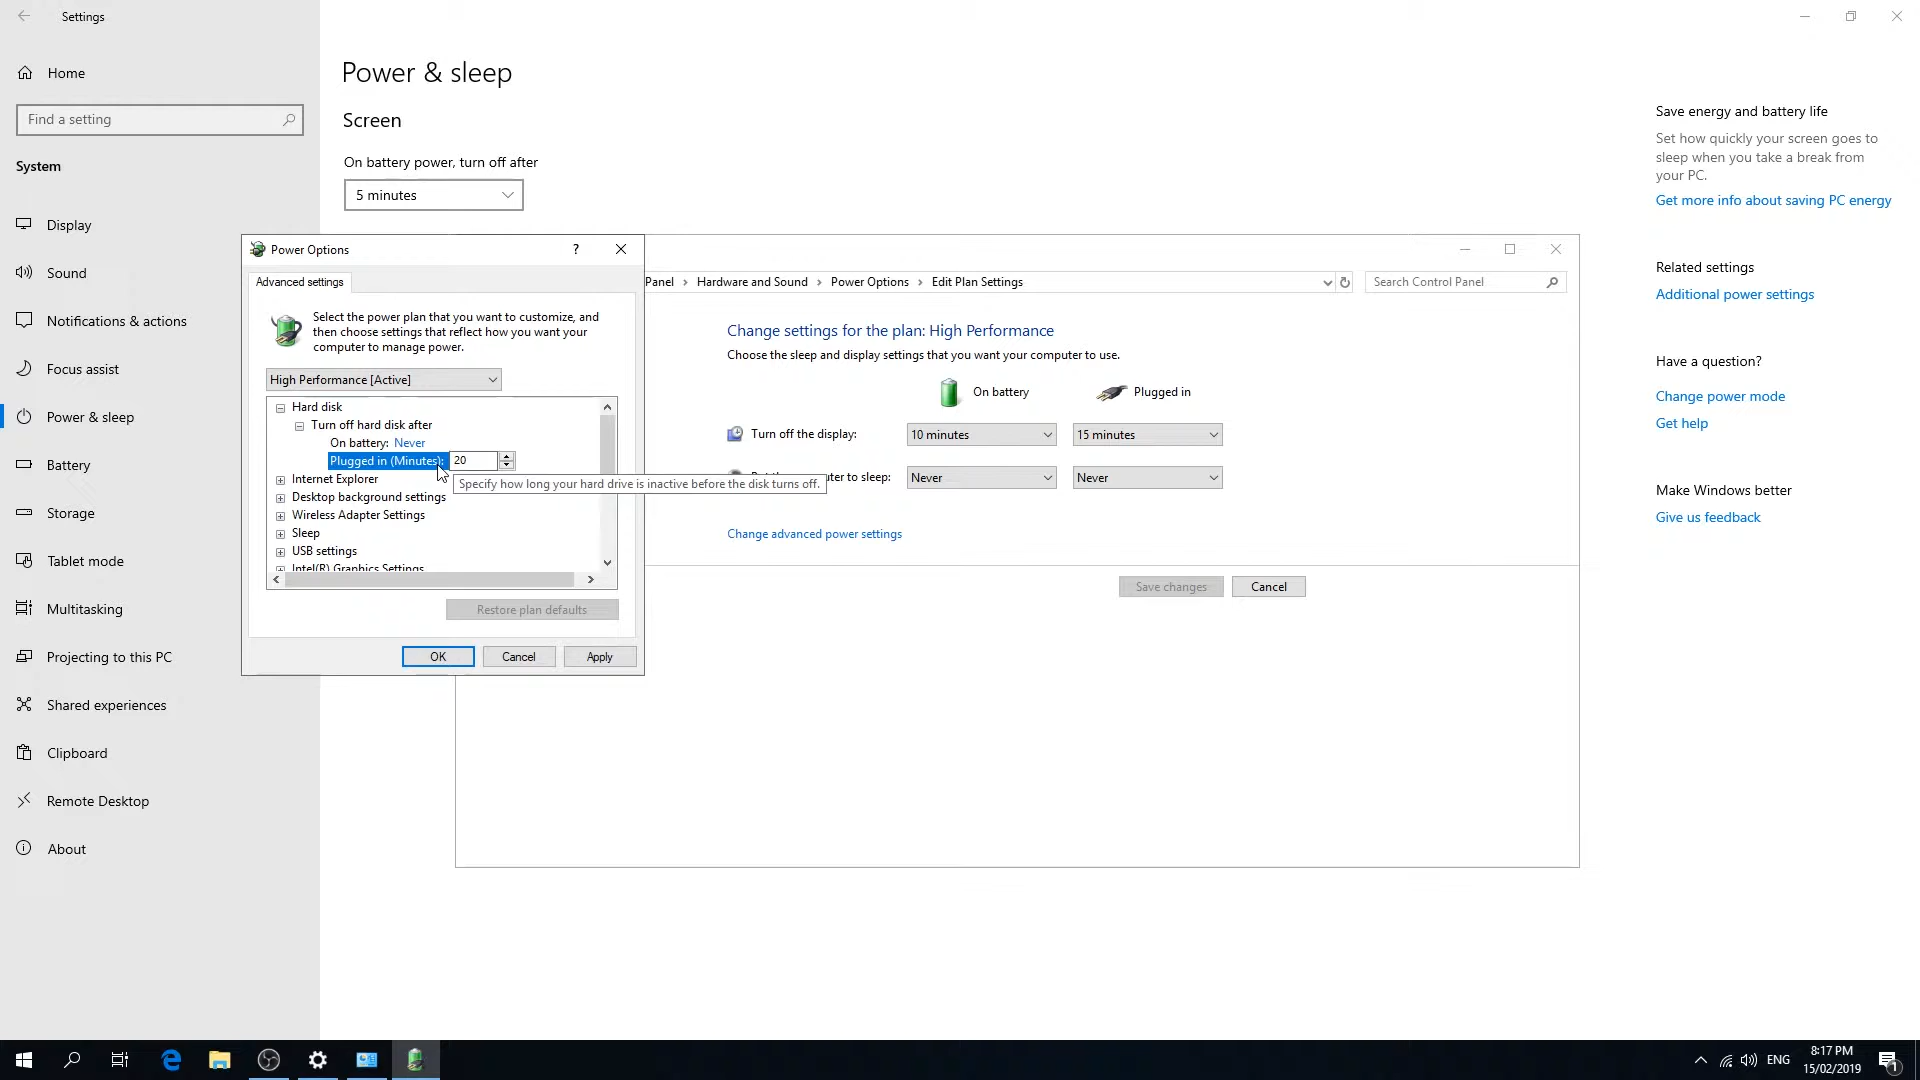 Settings
Home
Find a setting
System
Display
Sound
Notifications & actions
Focus assist
Power & sleep
Battery
Storage
Tablet mode
Multitasking
Projecting to this PC
Shared experiences
Clipboard
Remote Desktop
About
Power & sleep
Screen
On battery power, turn off after
5 minutes
Power Options
?
Advanced settings
Select the power plan that you want to customize, and
then choose settings that reflect how you want your
computer to manage power.
High Performance [Active]
Hard disk
Turn off hard disk after
On battery: Never
Plugged in (Minutes): 20
Internet Explorer
Desktop background settings
Wireless Adapter Settings
Sleep
USB settings
Intel(R) Graphics Settings
Specify how long your hard drive is inactive before the disk turns off.
Restore plan defaults
OK
Cancel
Apply
Panel > Hardware and Sound > Power Options > Edit Plan Settings
Search Control Panel
Change settings for the plan: High Performance
Choose the sleep and display settings that you want your computer to use.
On battery
Plugged in
Turn off the display:
10 minutes
15 minutes
uter to sleep:
Never
Never
Change advanced power settings
Save changes
Cancel
Save energy and battery life
Set how quickly your screen goes to
sleep when you take a break from
your PC.
Get more info about saving PC energy
Related settings
Additional power settings
Have a question?
Change power mode
Get help
Make Windows better
Give us feedback
ENG
8:17 PM
15/02/2019
1